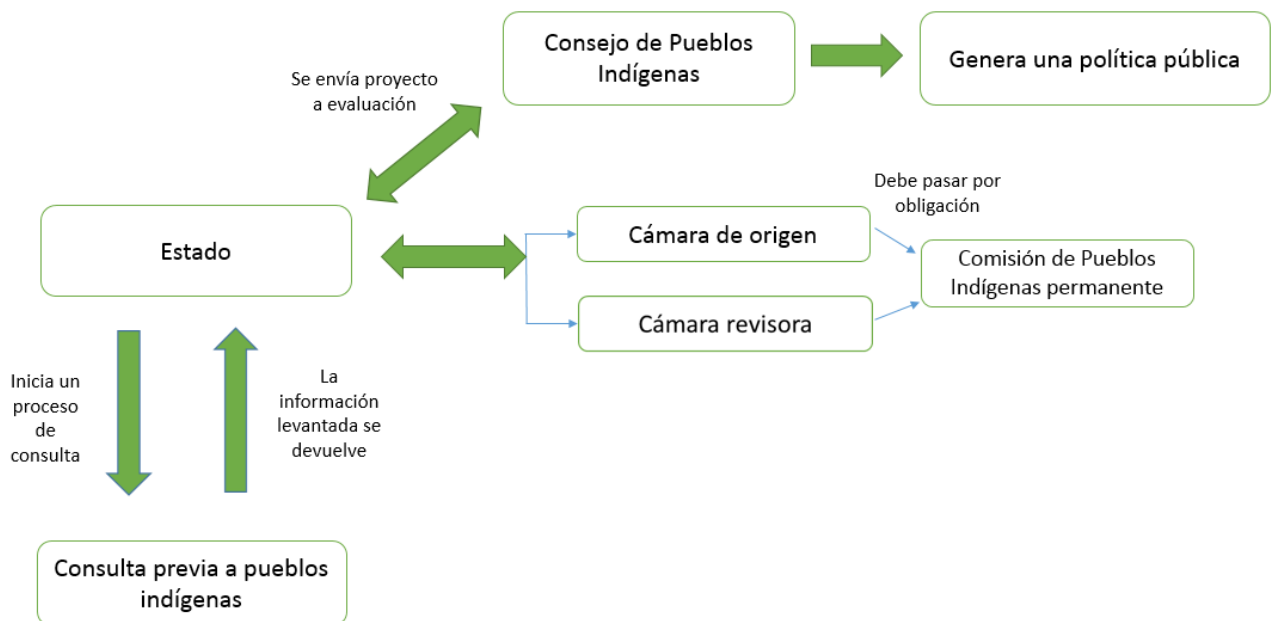 Consejo de Pueblos
Indígenas
Genera una política pública
Se envía proyecto
a evaluación
Debe pasar por
obligación
Estado
Cámara de origen
Comisión de Pueblos
Indígenas permanente
Cámara revisora
Inicia un
proceso
de
consulta
La
información
levantada se
devuelve
Consulta previa a pueblos
indígenas